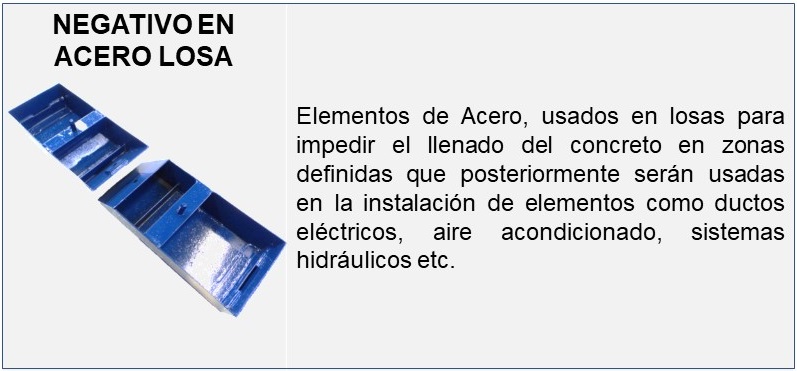 NEGATIVO EN
ACERO LOSA
Elementos de Acero, usados en losas para
impedir el llenado del concreto en zonas
definidas que posteriormente serán usadas
en la instalación de elementos como ductos
eléctricos, aire acondicionado, sistemas
hidráulicos etc.